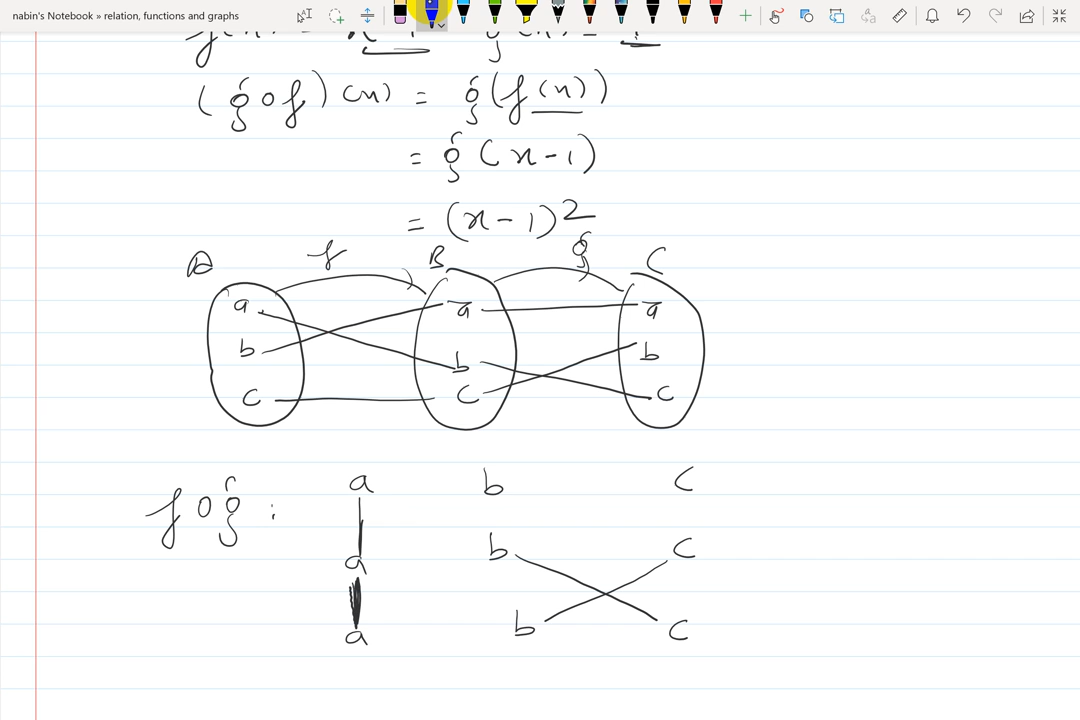 nabin's Notebook » relation, functions and graphs
(g o f) (x) = g(f(x))
= g (x-1)
= (x-1)2
A f B g C
a a a
b b b
c c c
f o g : a b c
a b c
a b c